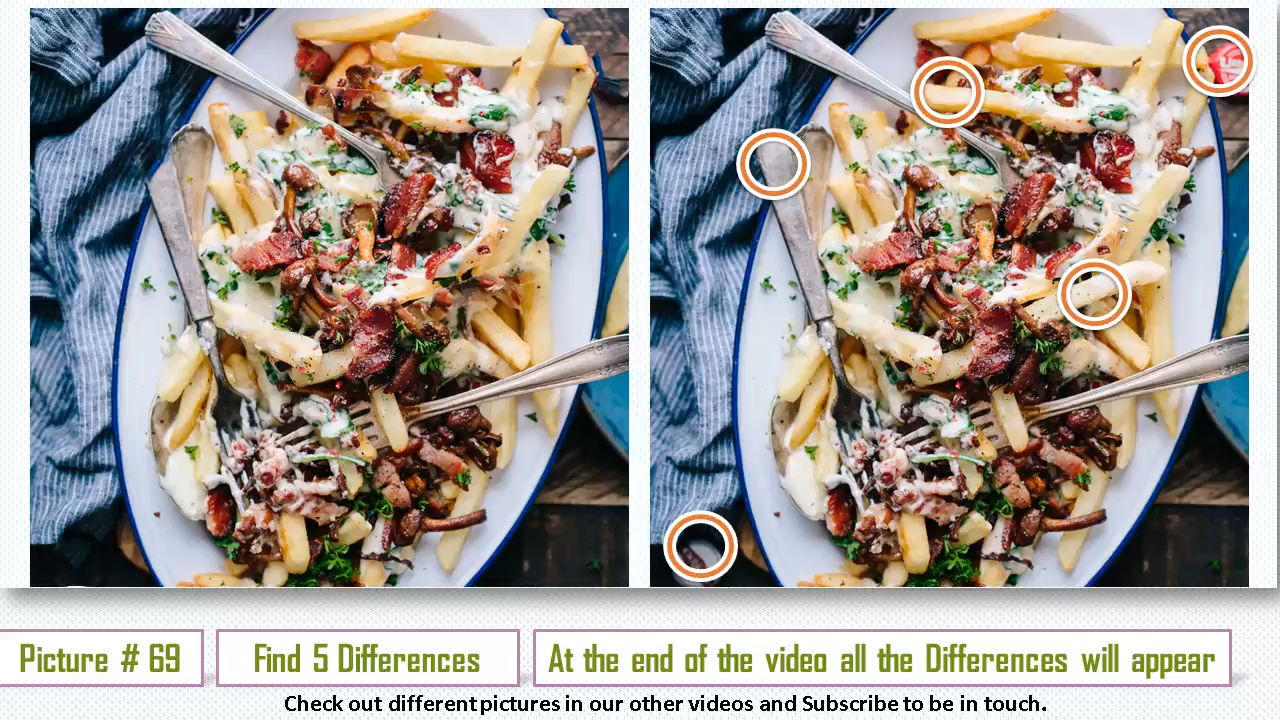 Picture # 69
Find 5 Differences
At the end of the video all the Differences will appear
Check out different pictures in our other videos and Subscribe to be in touch.